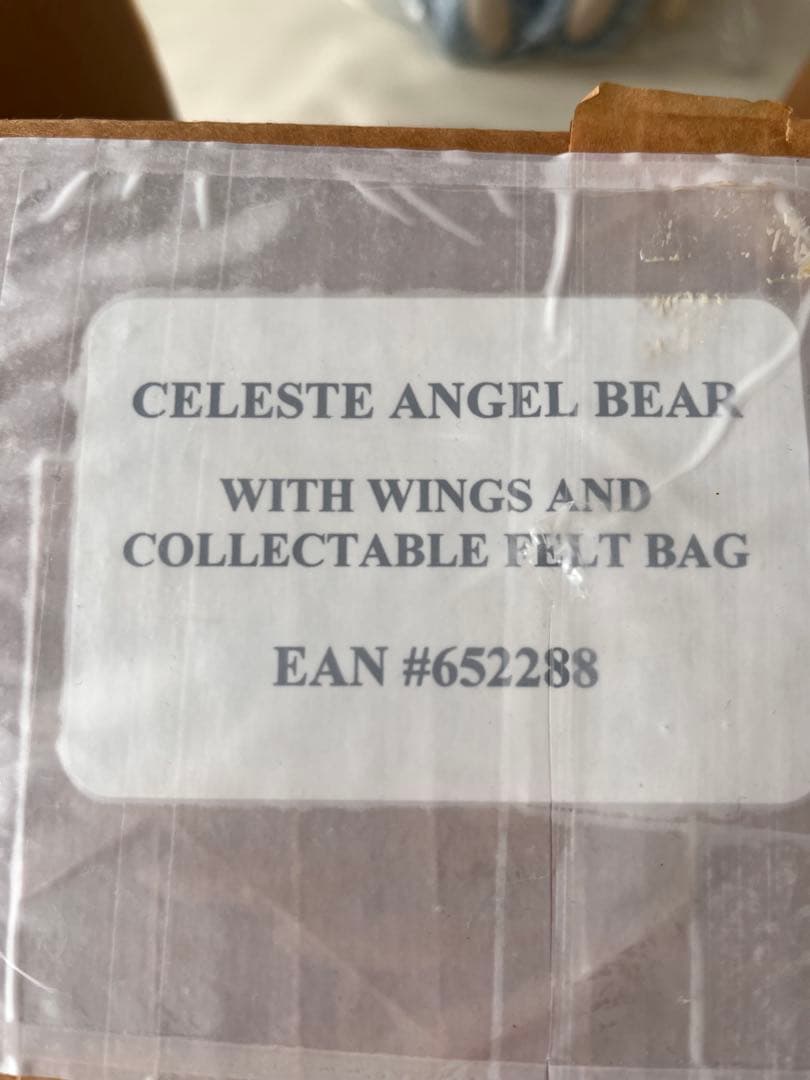 CELESTE ANGEL BEAR
WITH WINGS AND
COLLECTABLE FELT BAG
EAN #652288